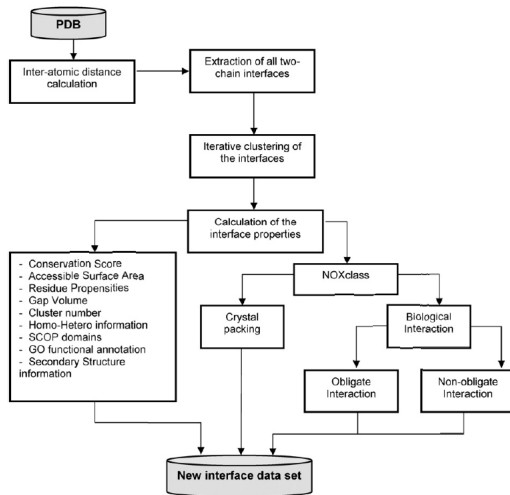 PDB
Inter-atomic distance
calculation
Extraction of all two-
chain interfaces
Iterative clustering of
the interfaces
Calculation of the
interface properties
- Conservation Score
- Accessible Surface Area
- Residue Propensities
- Gap Volume
- Cluster number
- Homo-Hetero information
- SCOP domains
- GO functional annotation
- Secondary Structure
information
NOXclass
Crystal
packing
Biological
Interaction
Obligate
Interaction
Non-obligate
Interaction
New interface data set